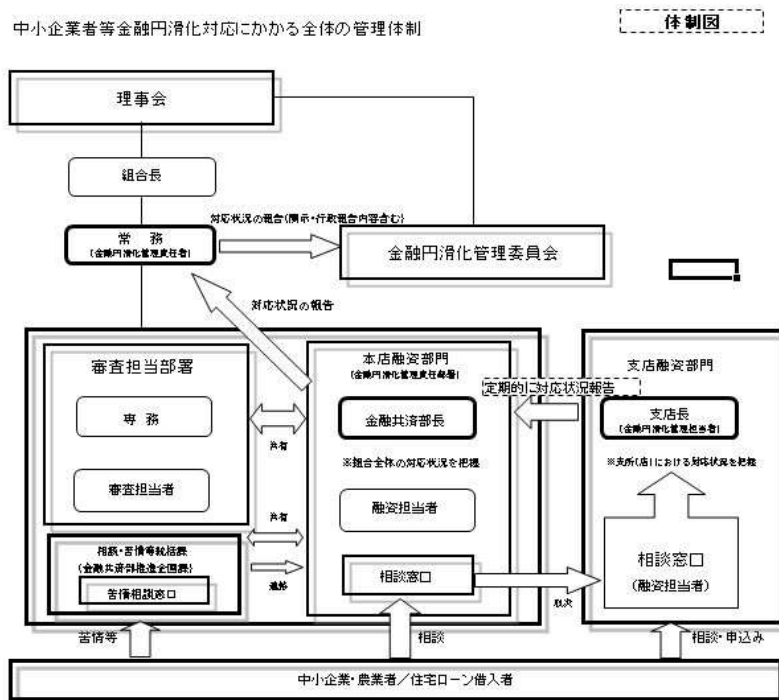 中小企業者等金融円滑化対応にかかる全体の管理体制
体制図
理事会
組合長
対応状況の報告(開示・行政報告内容含む)
常　務
(金融円滑化管理責任者)
金融円滑化管理委員会
対応状況の報告
審査担当部署
本店融資部門
(金融円滑化管理責任部署)
支店融資部門
定期的に対応状況報告
専 務
金融共済部長
支店長
(金融円滑化管理担当者)
共有
※組合全体の対応状況を把握
※支所(店)における対応状況を把握
審査担当者
融資担当者
共有
相談・苦情等統括課
(金融共済部推進企画課)
苦情相談窓口
連絡
相談窓口
取次
相談窓口
(融資担当者)
苦情等
相談
相談・申込み
中小企業・農業者/住宅ローン借入者